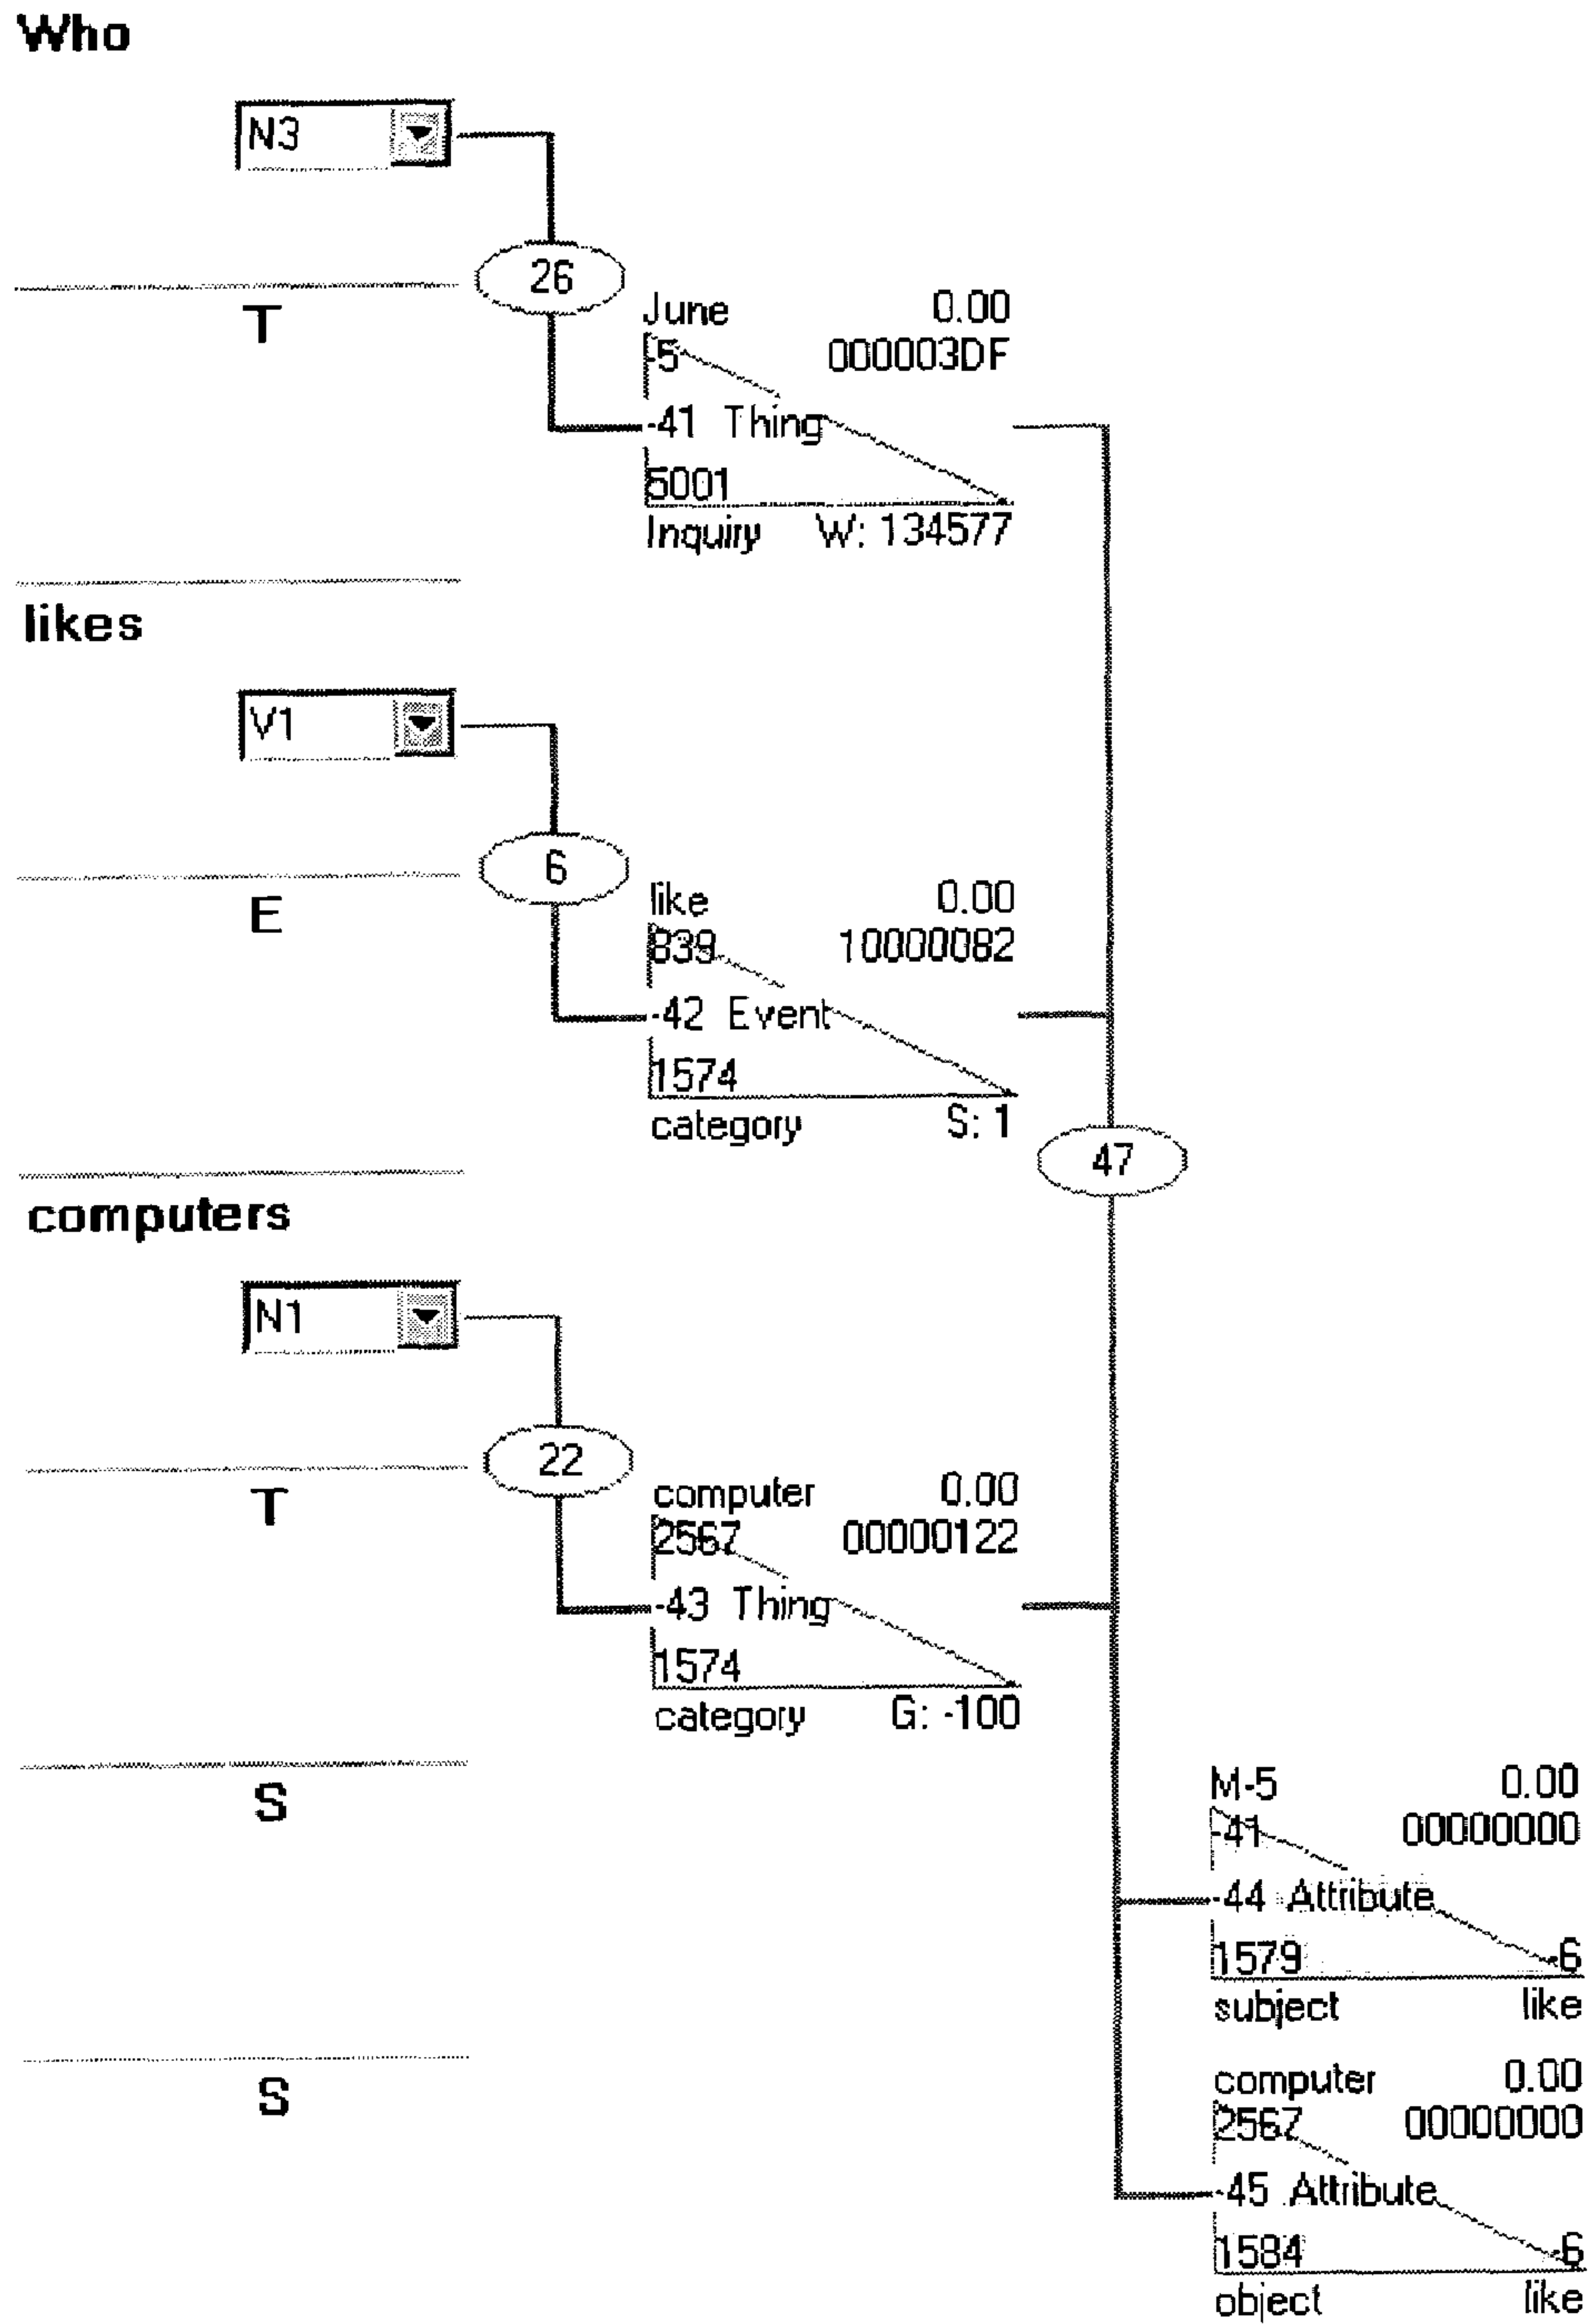 Who
N3
26
T
June 0.00
-5 000003DF
-41 Thing
5001
Inquiry W: 134577
likes
V1
6
E
like 0.00
839 10000082
-42 Event
1574
category S: 1
47
computers
N1
22
T
computer 0.00
2567 00000122
-43 Thing
1574
category G: -100
S
M-5 0.00
-41 00000000
-44 Attribute
1579 -6
subject like
S
computer 0.00
2567 00000000
-45 Attribute
1584 -6
object like